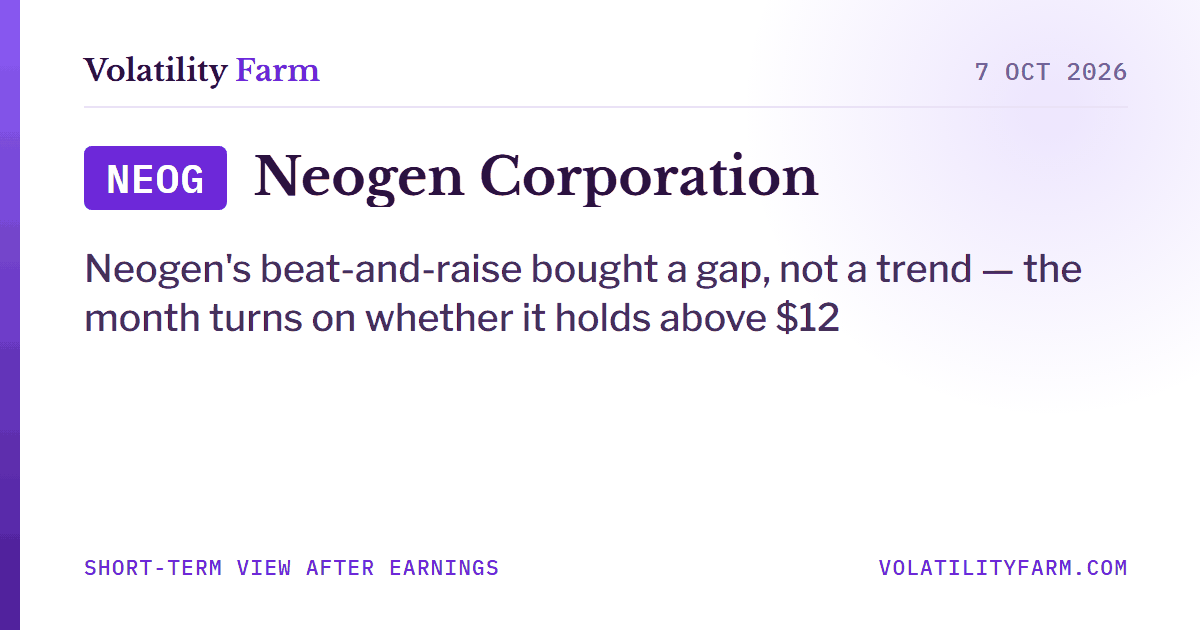 Volatility Farm
7 OCT 2026
NEOG Neogen Corporation
Neogen's beat-and-raise bought a gap, not a trend — the
month turns on whether it holds above $12
SHORT-TERM VIEW AFTER EARNINGS
VOLATILITYFARM.COM